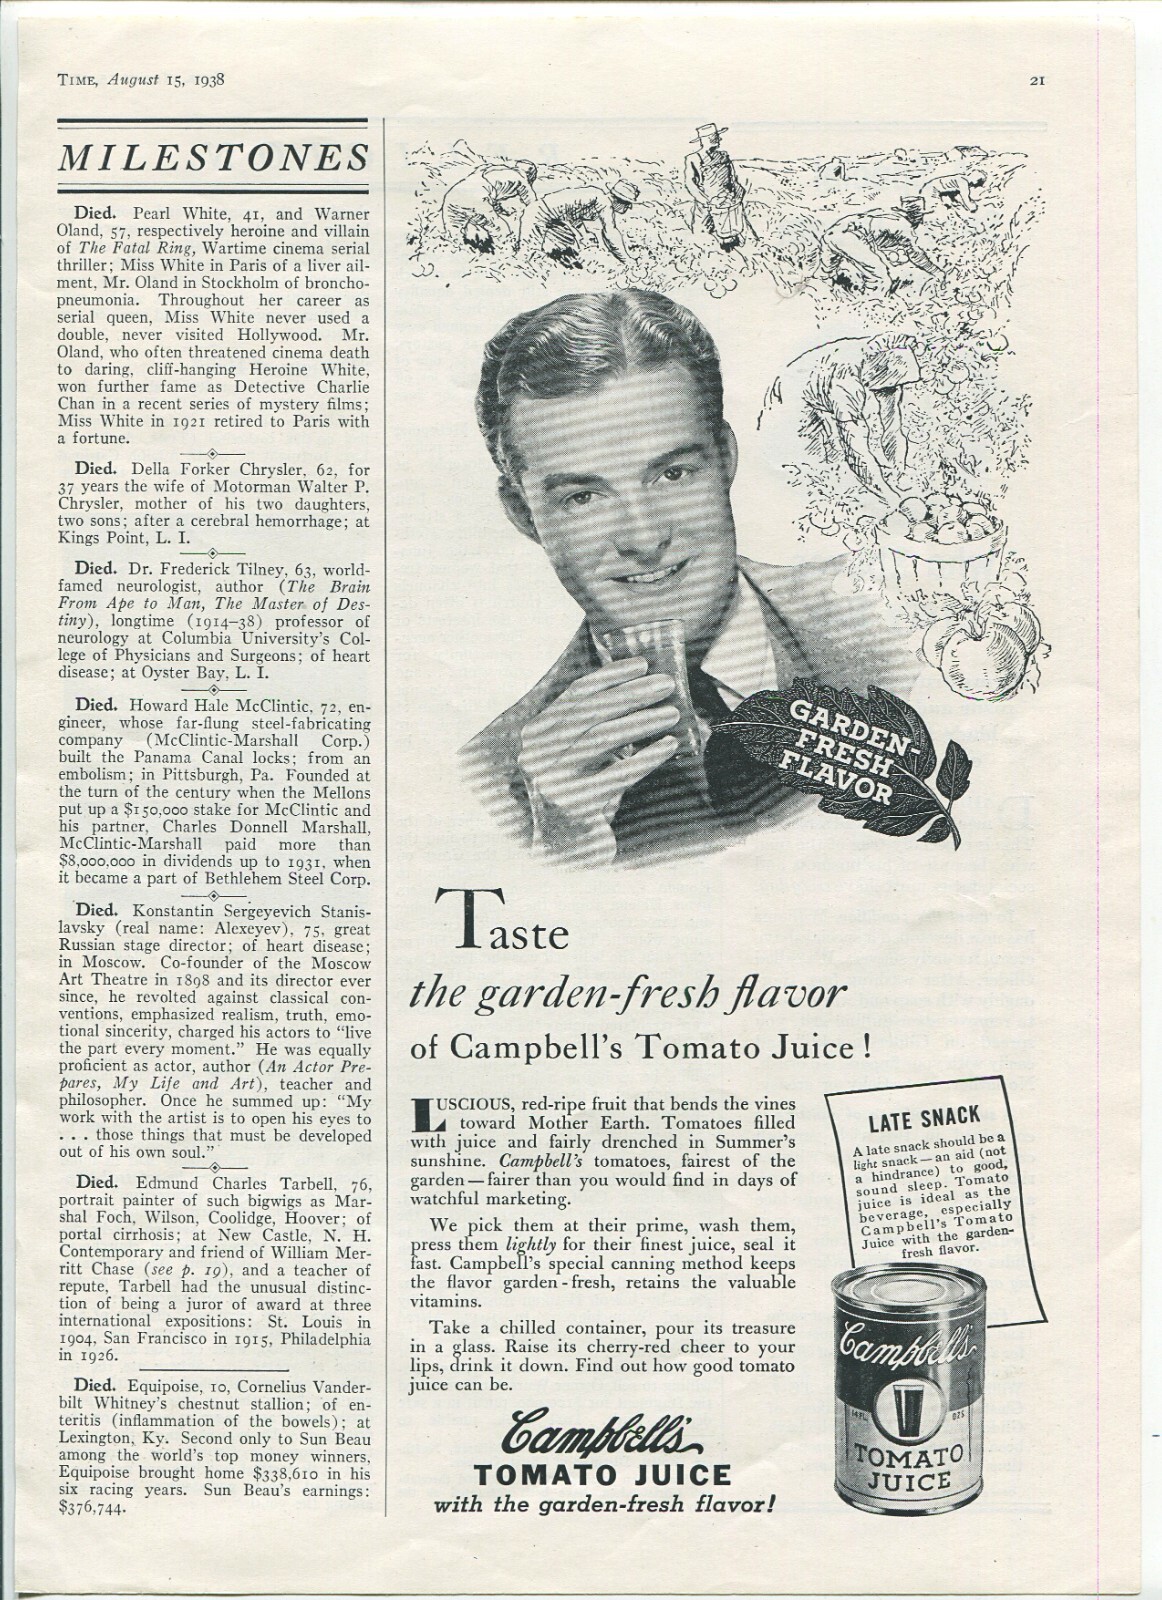 TIME, August 15, 1938
21
MILESTONES
Died. Pearl White, 41, and Warner
Oland, 57, respectively heroine and villain
of The Fatal Ring, Wartime cinema serial
thriller; Miss White in Paris of a liver ail-
ment, Mr. Oland in Stockholm of broncho-
pneumonia. Throughout her career as
serial queen, Miss White never used a
double, never visited Hollywood. Mr.
Oland, who often threatened cinema death
to daring, cliff-hanging Heroine White,
won further fame as Detective Charlie
Chan in a recent series of mystery films;
Miss White in 1921 retired to Paris with
a fortune.
Died. Della Forker Chrysler, 62, for
37 years the wife of Motorman Walter P.
Chrysler, mother of his two daughters,
two sons; after a cerebral hemorrhage; at
Kings Point, L. I.
Died. Dr. Frederick Tilney, 63, world-
famed neurologist, author (The Brain
From Ape to Man, The Master of Des-
tiny), longtime (1914–38) professor of
neurology at Columbia University's Col-
lege of Physicians and Surgeons; of heart
disease; at Oyster Bay, L. I.
Died. Howard Hale McClintic, 72, en-
gineer, whose far-flung steel-fabricating
company (McClintic-Marshall Corp.)
built the Panama Canal locks; from an
embolism; in Pittsburgh, Pa. Founded at
the turn of the century when the Mellons
put up a $150,000 stake for McClintic and
his partner, Charles Donnell Marshall,
McClintic-Marshall paid more than
$8,000,000 in dividends up to 1931, when
it became a part of Bethlehem Steel Corp.
Died. Konstantin Sergeyevich Stanis-
lavsky (real name: Alexeyev), 75, great
Russian stage director; of heart disease;
in Moscow. Co-founder of the Moscow
Art Theatre in 1898 and its director ever
since, he revolted against classical con-
ventions, emphasized realism, truth, emo-
tional sincerity, charged his actors to "live
the part every moment." He was equally
proficient as actor, author (An Actor Pre-
pares, My Life and Art), teacher and
philosopher. Once he summed up: "My
work with the artist is to open his eyes to
. . . those things that must be developed
out of his own soul."
Died. Edmund Charles Tarbell, 76,
portrait painter of such bigwigs as Mar-
shal Foch, Wilson, Coolidge, Hoover; of
portal cirrhosis; at New Castle, N. H.
Contemporary and friend of William Mer-
ritt Chase (see p. 19), and a teacher of
repute, Tarbell had the unusual distinc-
tion of being a juror of award at three
international expositions: St. Louis in
1904, San Francisco in 1915, Philadelphia
in 1926.
Died. Equipoise, 10, Cornelius Vander-
bilt Whitney's chestnut stallion; of en-
teritis (inflammation of the bowels); at
Lexington, Ky. Second only to Sun Beau
among the world's top money winners,
Equipoise brought home $338,610 in his
six racing years. Sun Beau's earnings:
$376,744.
GARDEN-
FRESH
FLAVOR
Taste
the garden-fresh flavor
of Campbell's Tomato Juice!
LUSCIOUS, red-ripe fruit that bends the vines
toward Mother Earth. Tomatoes filled
with juice and fairly drenched in Summer's
sunshine. Campbell's tomatoes, fairest of the
garden—fairer than you would find in days of
watchful marketing.
We pick them at their prime, wash them,
press them lightly for their finest juice, seal it
fast. Campbell's special canning method keeps
the flavor garden-fresh, retains the valuable
vitamins.
Take a chilled container, pour its treasure
in a glass. Raise its cherry-red cheer to your
lips, drink it down. Find out how good tomato
juice can be.
Campbell's
TOMATO JUICE
with the garden-fresh flavor!
LATE SNACK
A late snack should be a
light snack—an aid (not
a hindrance) to good,
sound sleep. Tomato
juice is ideal as the
beverage, especially
Campbell's Tomato
Juice with the garden-
fresh flavor.
Campbell's
14 FL. OZS
TOMATO
JUICE